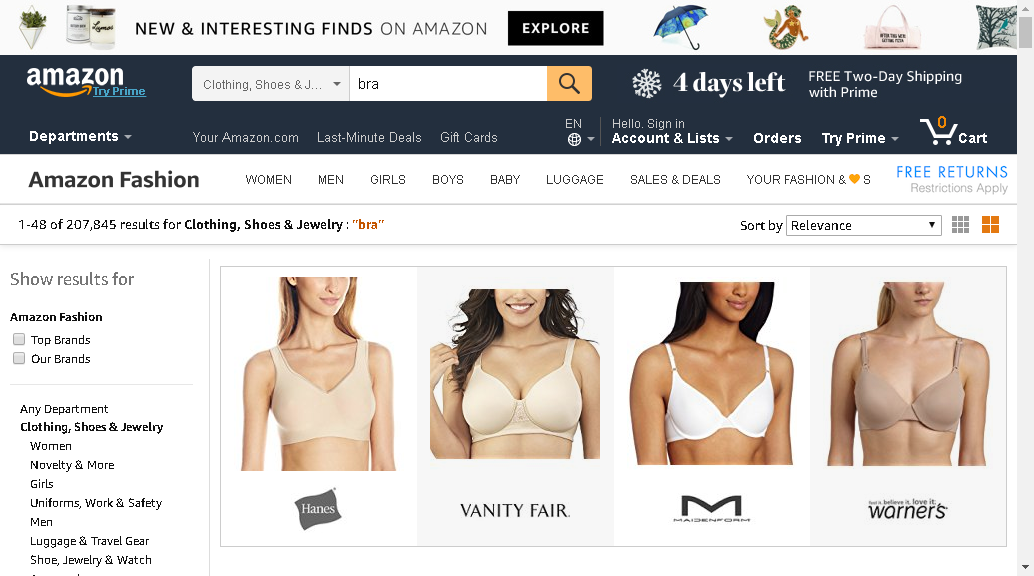 NEW & INTERESTING FINDS ON AMAZON
EXPLORE
amazon
Try Prime
Clothing, Shoes & J...
bra
4 days left
FREE Two-Day Shipping
with Prime
Departments
Your Amazon.com
Last-Minute Deals
Gift Cards
EN
Hello. Sign in
Account & Lists
Orders
Try Prime
0
Cart
Amazon Fashion
WOMEN
MEN
GIRLS
BOYS
BABY
LUGGAGE
SALES & DEALS
YOUR FASHION & 🧡 S
FREE RETURNS
Restrictions Apply
1-48 of 207,845 results for Clothing, Shoes & Jewelry : "bra"
Sort by Relevance
Show results for
Amazon Fashion
Top Brands
Our Brands
Any Department
Clothing, Shoes & Jewelry
Women
Novelty & More
Girls
Uniforms, Work & Safety
Men
Luggage & Travel Gear
Shoe, Jewelry & Watch
Hanes
VANITY FAIR.
MAIDENFORM
feel it. believe it. love it.
warner's